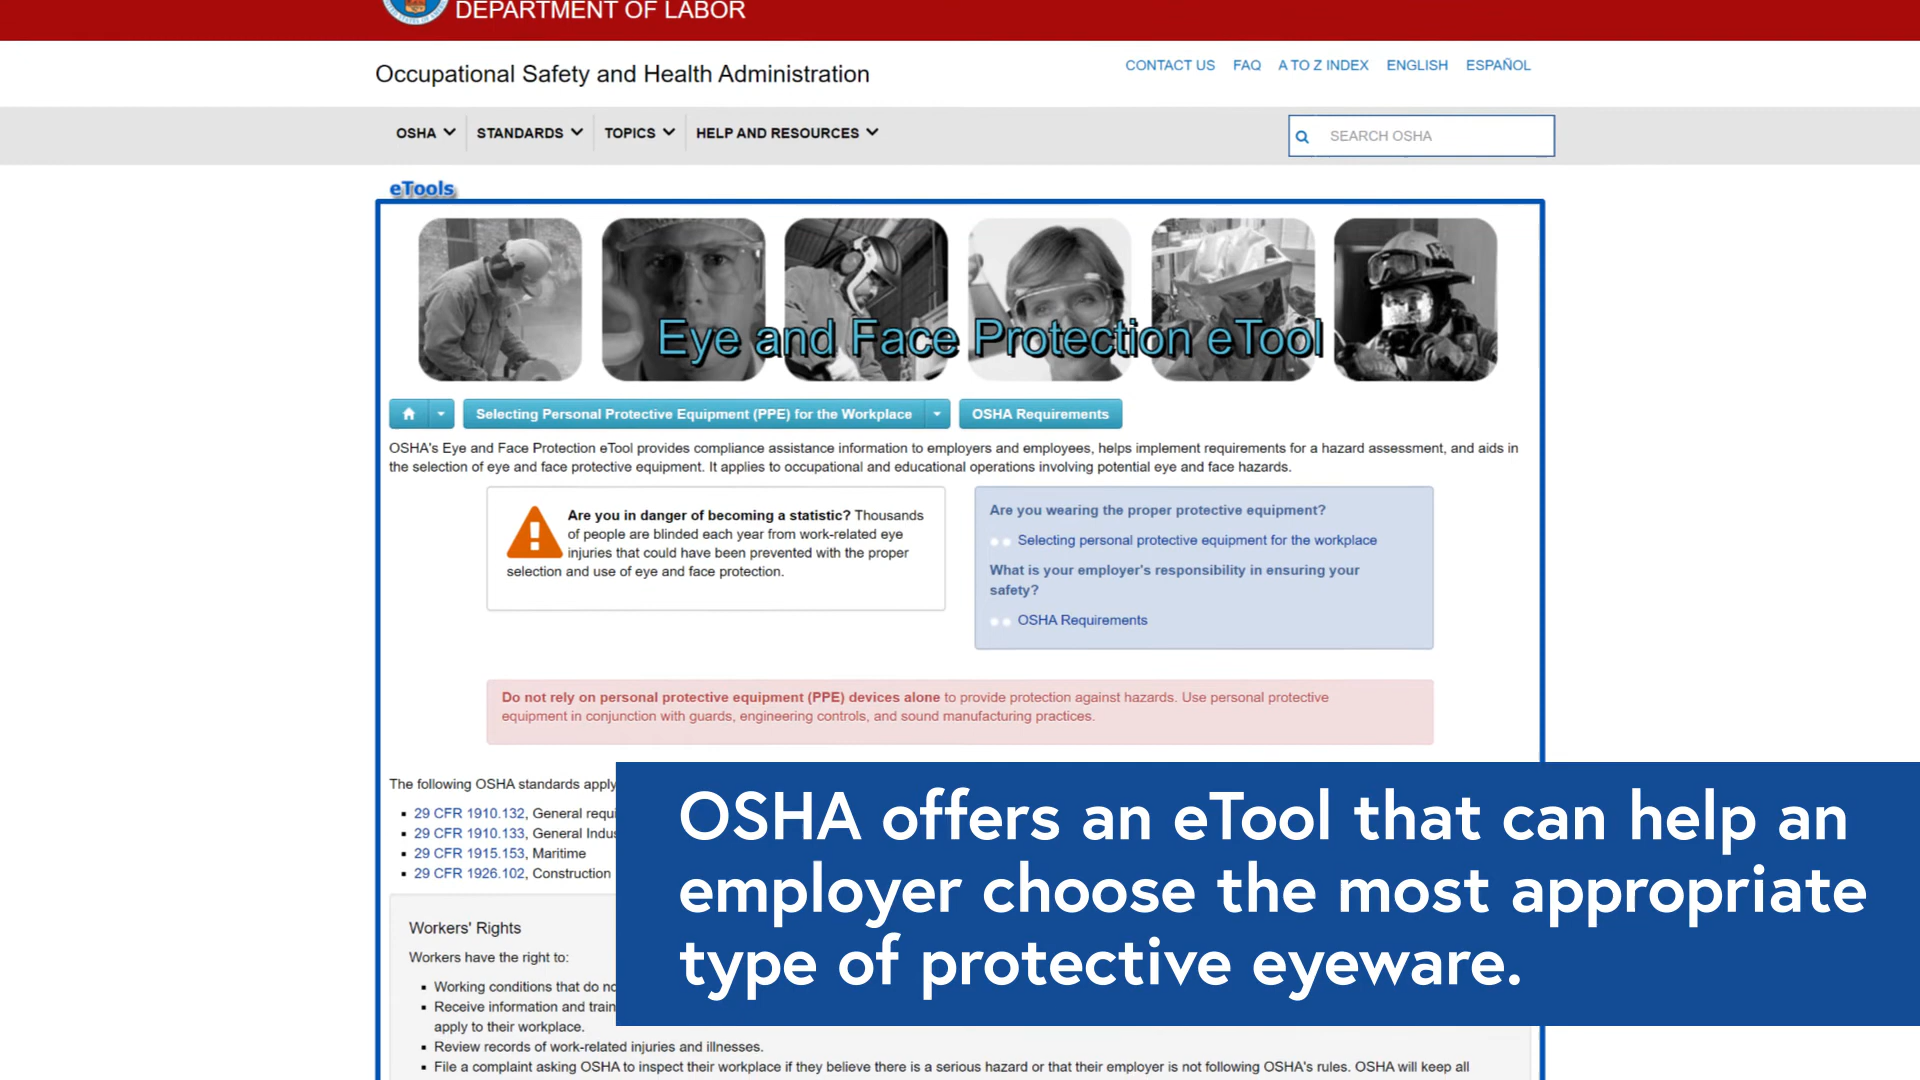 DEPARTMENT OF LABOR
Occupational Safety and Health Administration
CONTACT US FAQ A TO Z INDEX ENGLISH ESPAÑOL
OSHA STANDARDS TOPICS HELP AND RESOURCES
SEARCH OSHA
eTools
Eye and Face Protection eTool
Selecting Personal Protective Equipment (PPE) for the Workplace
OSHA Requirements
OSHA's Eye and Face Protection eTool provides compliance assistance information to employers and employees, helps implement requirements for a hazard assessment, and aids in
the selection of eye and face protective equipment. It applies to occupational and educational operations involving potential eye and face hazards.
Are you in danger of becoming a statistic? Thousands
of people are blinded each year from work-related eye
injuries that could have been prevented with the proper
selection and use of eye and face protection.
Are you wearing the proper protective equipment?
Selecting personal protective equipment for the workplace
What is your employer's responsibility in ensuring your
safety?
OSHA Requirements
Do not rely on personal protective equipment (PPE) devices alone to provide protection against hazards. Use personal protective
equipment in conjunction with guards, engineering controls, and sound manufacturing practices.
The following OSHA standards apply
29 CFR 1910.132, General requ
29 CFR 1910.133, General Indus
29 CFR 1915.153, Maritime
29 CFR 1926.102, Construction
Workers' Rights
Workers have the right to:
Working conditions that do no
Receive information and train
apply to their workplace.
Review records of work-related injuries and illnesses.
File a complaint asking OSHA to inspect their workplace if they believe there is a serious hazard or that their employer is not following OSHA's rules. OSHA will keep all
OSHA offers an eTool that can help an
employer choose the most appropriate
type of protective eyeware.